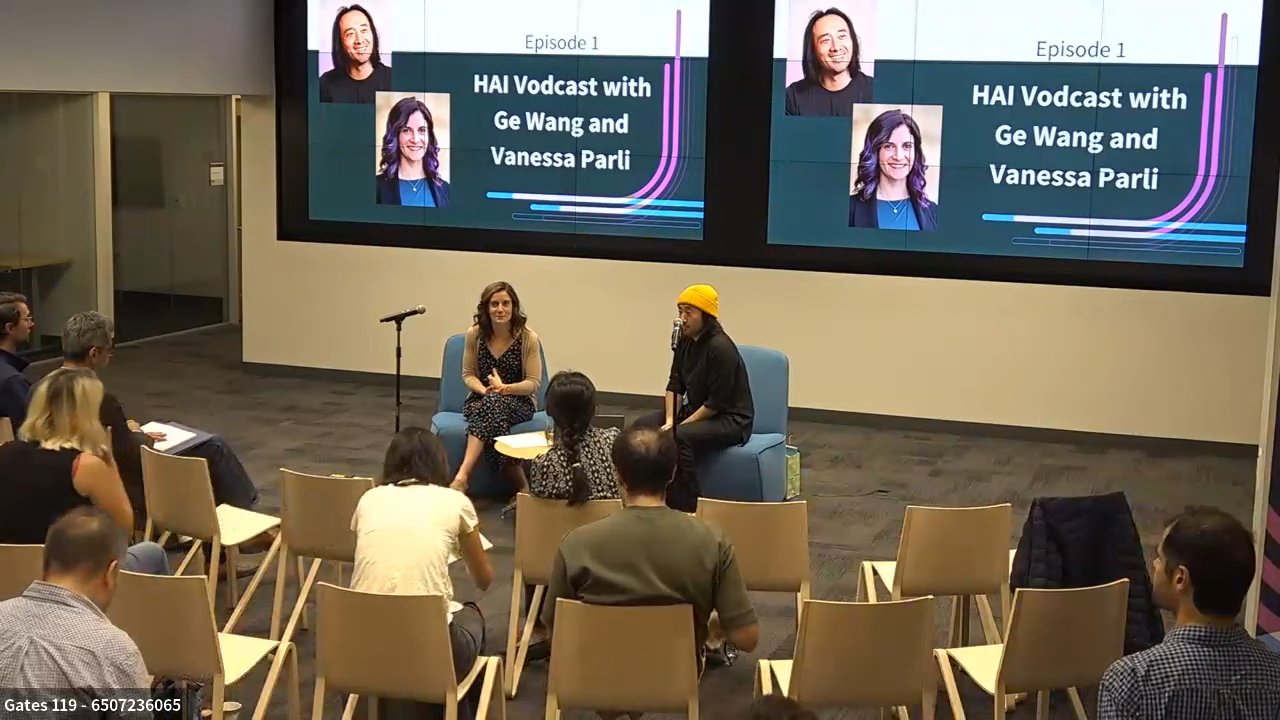 Episode 1
HAI Vodcast with
Ge Wang and
Vanessa Parli
Episode 1
HAI Vodcast with
Ge Wang and
Vanessa Parli
Gates 119 - 6507236065